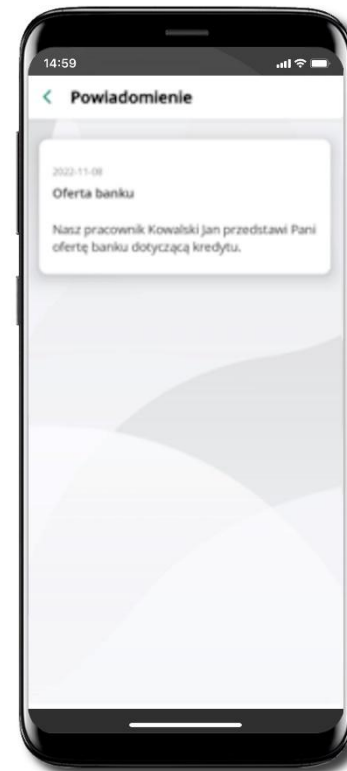 14:59
Powiadomienie
2022-11-08
Oferta banku
Nasz pracownik Kowalski Jan przedstawi Pani
ofertę banku dotyczącą kredytu.